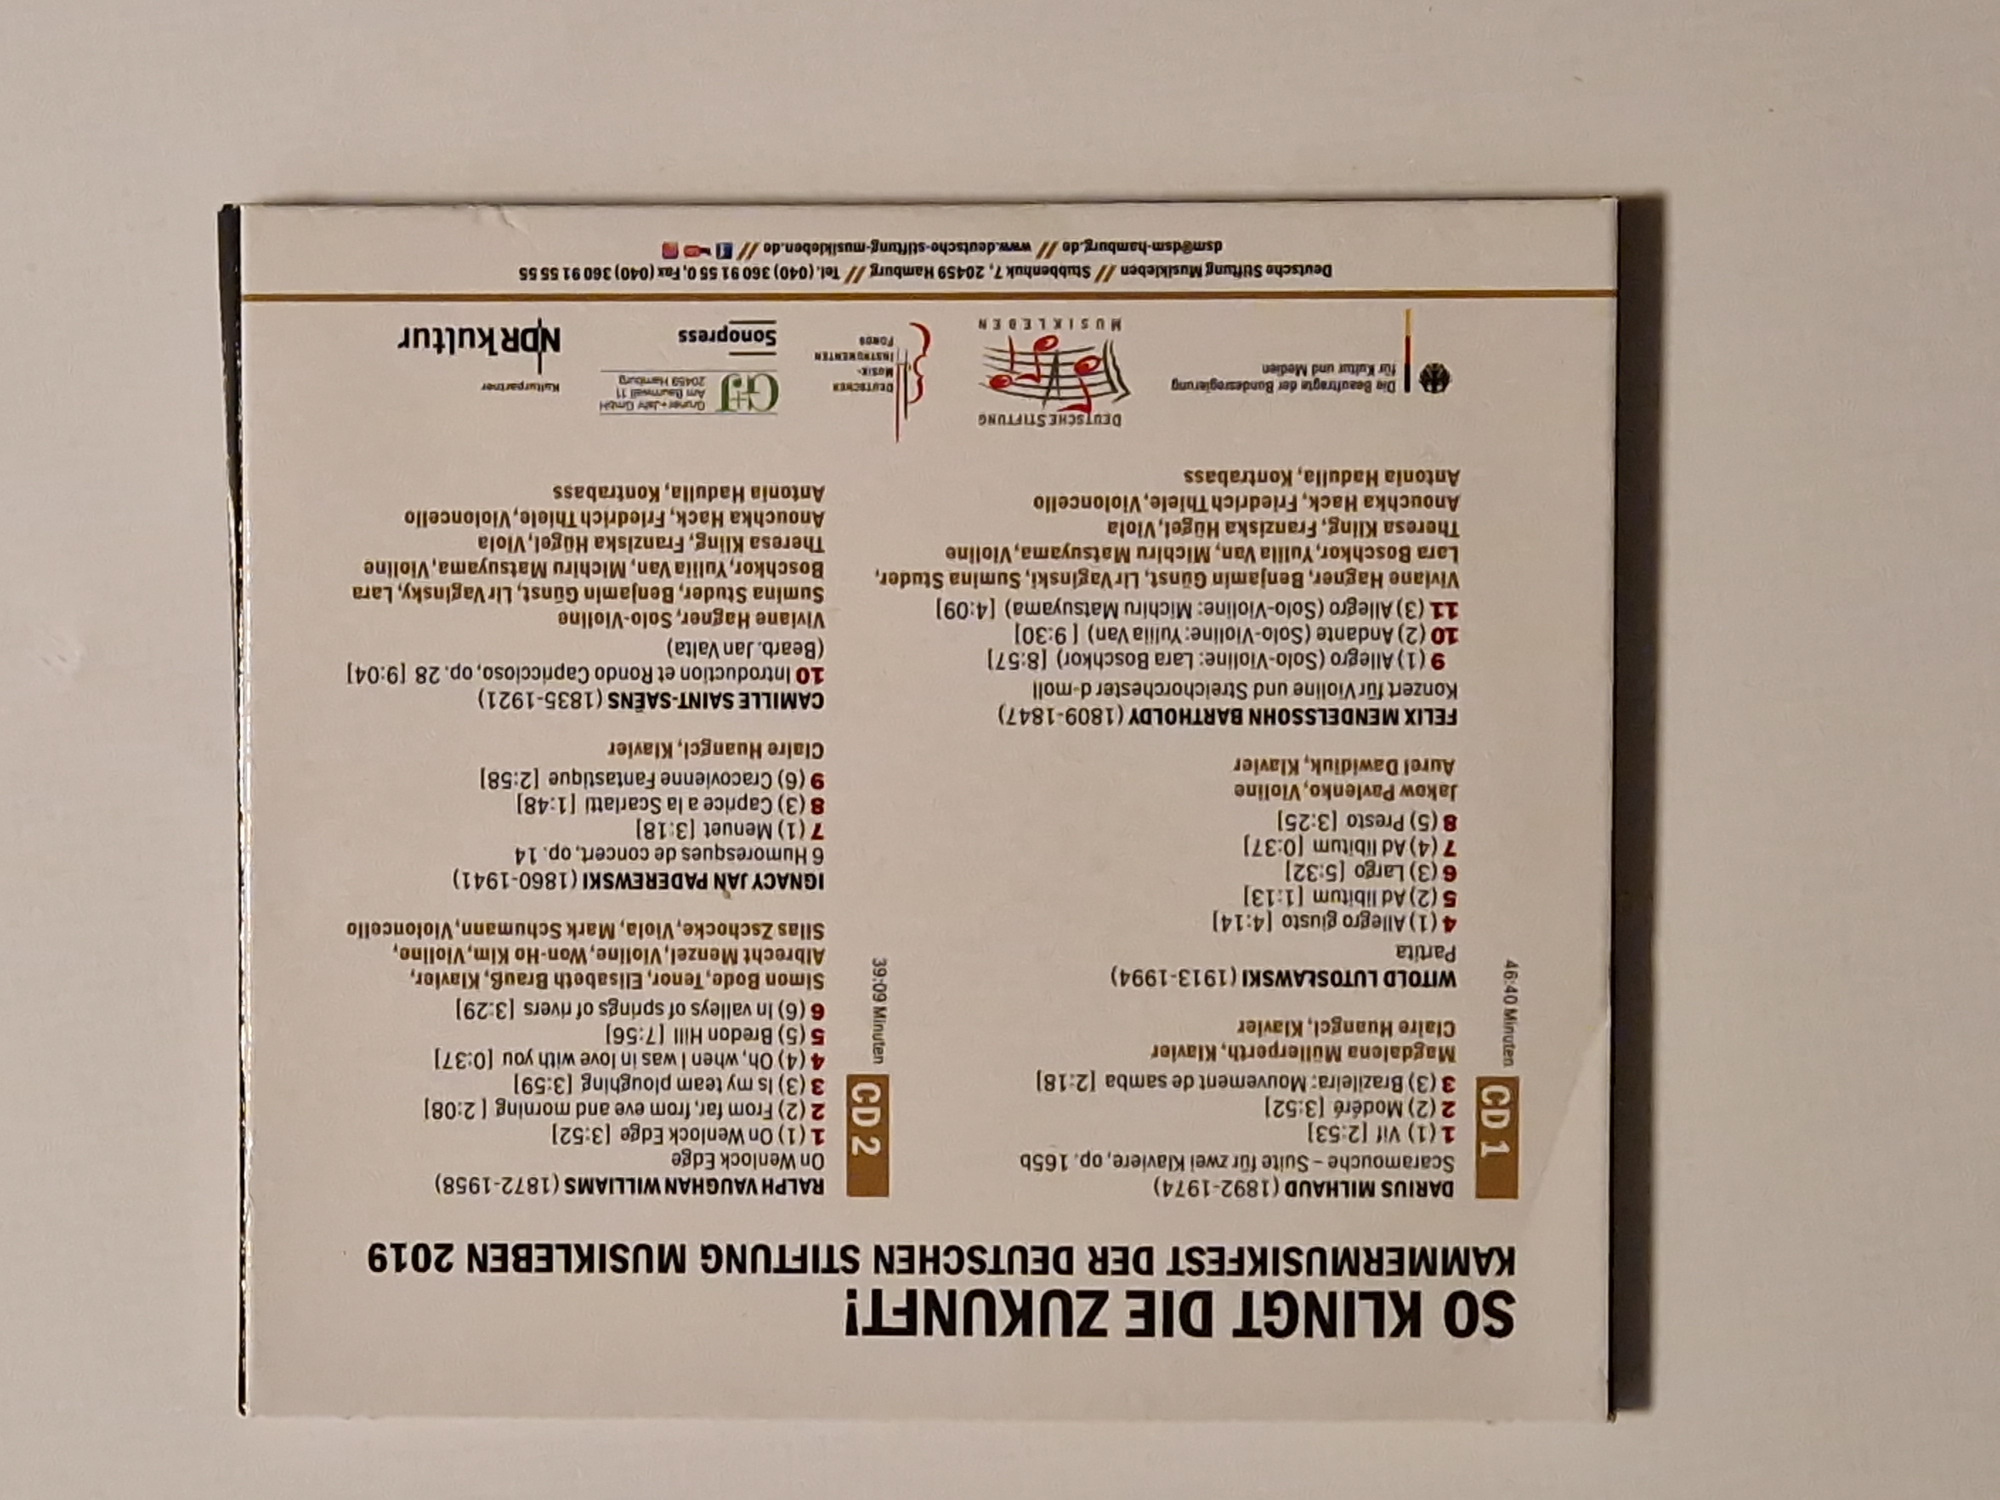 SO KLINGT DIE ZUKUNFT!
KAMMERMUSIKFEST DER DEUTSCHEN STIFTUNG MUSIKLEBEN 2019
CD 1
46:40 Minuten
DARIUS MILHAUD (1892-1974)
Scaramouche – Suite für zwei Klaviere, op. 165b
1 (1) Vif [2:53]
2 (2) Modéré [3:52]
3 (3) Brazileira: Mouvement de samba [2:18]
Magdalena Müllerperth, Klavier
Claire Huangci, Klavier
WITOLD LUTOSŁAWSKI (1913-1994)
Partita
4 (1) Allegro giusto [4:14]
5 (2) Ad libitum [1:13]
6 (3) Largo [5:32]
7 (4) Ad libitum [0:37]
8 (5) Presto [3:25]
Jakow Pavlenko, Violine
Aurel Dawidiuk, Klavier
FELIX MENDELSSOHN BARTHOLDY (1809-1847)
Konzert für Violine und Streichorchester d-moll
9 (1) Allegro (Solo-Violine: Lara Boschkor) [8:57]
10 (2) Andante (Solo-Violine: Yuliia Van) [ 9:30]
11 (3) Allegro (Solo-Violine: Michiru Matsuyama) [4:09]
Viviane Hagner, Benjamin Günst, Lir Vaginski, Sumina Studer,
Lara Boschkor, Yuliia Van, Michiru Matsuyama, Violine
Theresa Kling, Franziska Hügel, Viola
Anouchka Hack, Friedrich Thiele, Violoncello
Antonia Hadulla, Kontrabass
CD 2
39:09 Minuten
RALPH VAUGHAN WILLIAMS (1872-1958)
On Wenlock Edge
1 (1) On Wenlock Edge [3:52]
2 (2) From far, from eve and morning [ 2:08]
3 (3) Is my team ploughing [3:59]
4 (4) Oh, when I was in love with you [0:37]
5 (5) Bredon Hill [7:56]
6 (6) In valleys of springs of rivers [3:29]
Simon Bode, Tenor, Elisabeth Brauß, Klavier,
Albrecht Menzel, Violine, Won-Ho Kim, Violine,
Silas Zschocke, Viola, Mark Schumann, Violoncello
IGNACY JAN PADEREWSKI (1860-1941)
6 Humoresques de concert, op. 14
7 (1) Menuet [3:18]
8 (3) Caprice a la Scarlatti [1:48]
9 (6) Cracovienne Fantastique [2:58]
Claire Huangci, Klavier
CAMILLE SAINT-SAËNS (1835-1921)
10 Introduction et Rondo Capriccioso, op. 28 [9:04]
(Bearb. Jan Valta)
Viviane Hagner, Solo-Violine
Sumina Studer, Benjamin Günst, Lir Vaginsky, Lara
Boschkor, Yuliia Van, Michiru Matsuyama, Violine
Theresa Kling, Franziska Hügel, Viola
Anouchka Hack, Friedrich Thiele, Violoncello
Antonia Hadulla, Kontrabass
Die Beauftragte der Bundesregierung
für Kultur und Medien
DEUTSCHE STIFTUNG
MUSIKLEBEN
DEUTSCHER
MUSIK-
INSTRUMENTEN
FONDS
G+J
Gruner + Jahr GmbH
Am Baumwall 11
20459 Hamburg
Sonopress
Kulturpartner
NDR kultur
Deutsche Stiftung Musikleben // Stubbenhuk 7, 20459 Hamburg // Tel. (040) 360 91 55 0, Fax (040) 360 91 55 55
dsm@dsm-hamburg.de // www.deutsche-stiftung-musikleben.de //